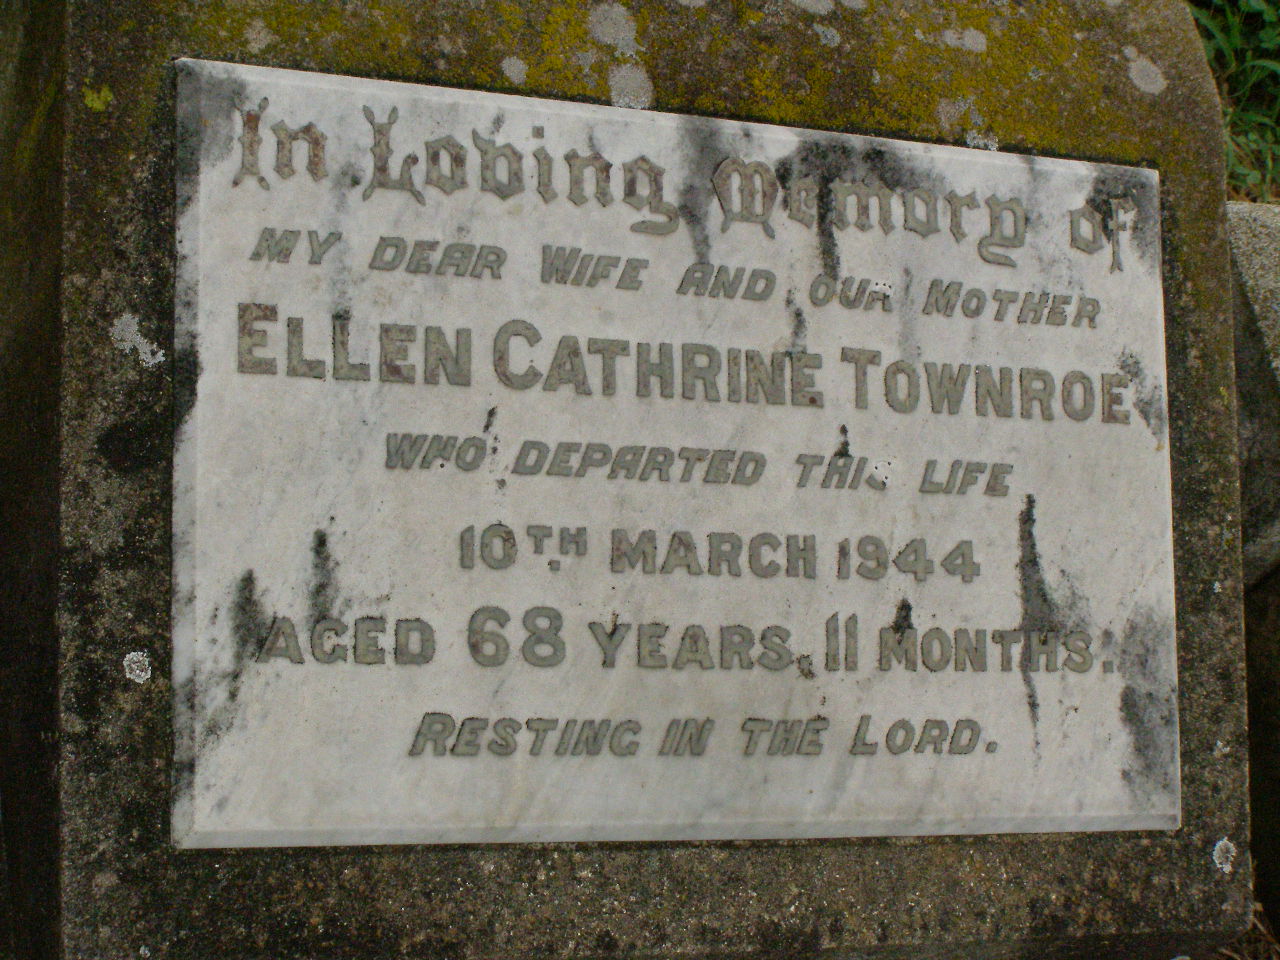 In Loving Memory of
MY DEAR WIFE AND OUR MOTHER
ELLEN CATHRINE TOWNROE
WHO DEPARTED THIS LIFE
10TH MARCH 1944
AGED 68 YEARS, 11 MONTHS.
RESTING IN THE LORD.